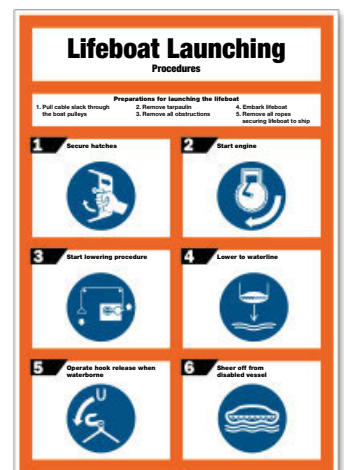 Lifeboat Launching
Procedures
Preparations for launching the lifeboat
1. Pull cable slack through
the boat pulleys
2. Remove tarpaulin
3. Remove all obstructions
4. Embark lifeboat
5. Remove all ropes
securing lifeboat to ship
1 Secure hatches
2 Start engine
3 Start lowering procedure
4 Lower to waterline
5 Operate hook release when
waterborne
6 Sheer off from
disabled vessel